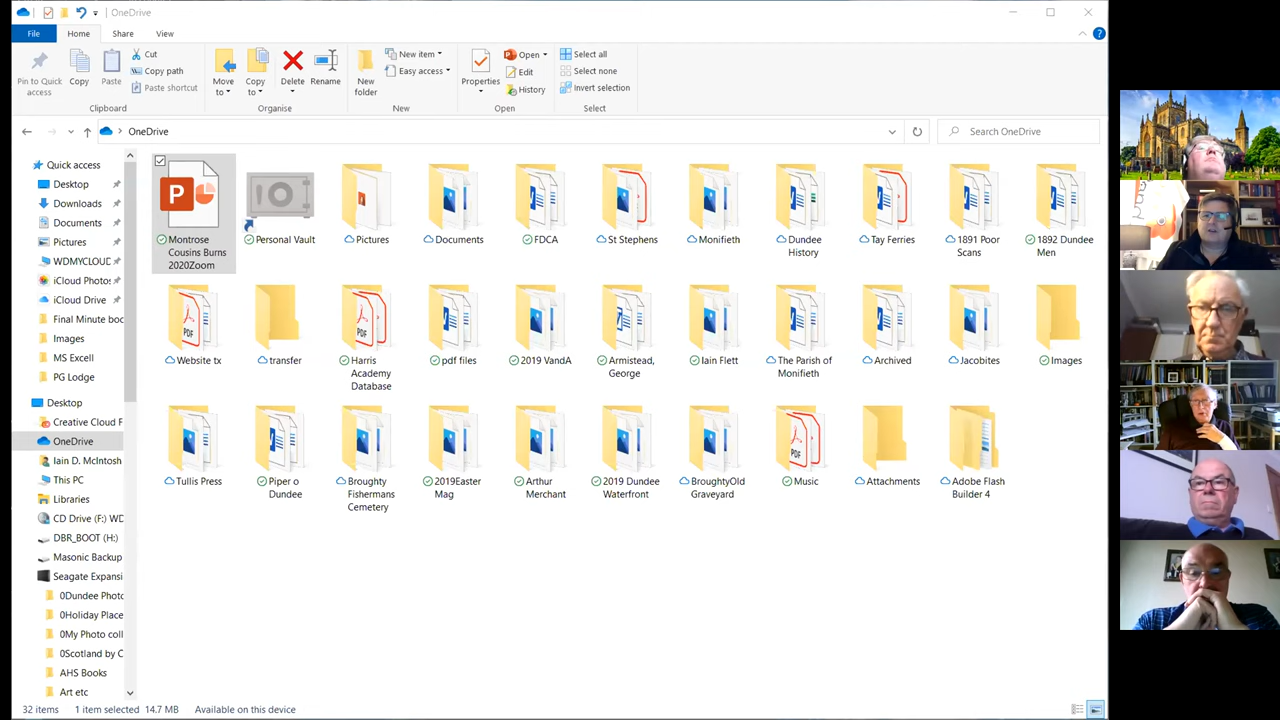 OneDrive
File
Home
Share
View
Pin to Quick
access
Copy
Paste
Cut
Copy path
Paste shortcut
Clipboard
Move
to
Copy
to
Delete
Rename
Organise
New
folder
New item
Easy access
New
Properties
Open
Edit
History
Open
Select all
Select none
Invert selection
Select
OneDrive
Search OneDrive
Quick access
Desktop
Downloads
Documents
Pictures
WDMYCLOUD
iCloud Photos
iCloud Drive
Final Minute boo
Images
MS Excell
PG Lodge
Desktop
Creative Cloud F
OneDrive
Iain D. McIntosh
This PC
Libraries
CD Drive (F:) WD
DBR_BOOT (H:)
Masonic Backup
Seagate Expansi
0Dundee Photo
0Holiday Place
0My Photo coll
0Scotland by C
AHS Books
Art etc
P
Montrose
Cousins Burns
2020Zoom
Personal Vault
Pictures
Documents
FDCA
St Stephens
Monifieth
Dundee
History
Tay Ferries
1891 Poor
Scans
1892 Dundee
Men
Website tx
transfer
Harris
Academy
Database
pdf files
2019 VandA
Armistead,
George
Iain Flett
The Parish of
Monifieth
Archived
Jacobites
Images
Tullis Press
Piper o
Dundee
Broughty
Fishermans
Cemetery
2019Easter
Mag
Arthur
Merchant
2019 Dundee
Waterfront
BroughtyOld
Graveyard
Music
Attachments
Adobe Flash
Builder 4
PDF
PDF
PDF
32 items
1 item selected 14.7 MB
Available on this device